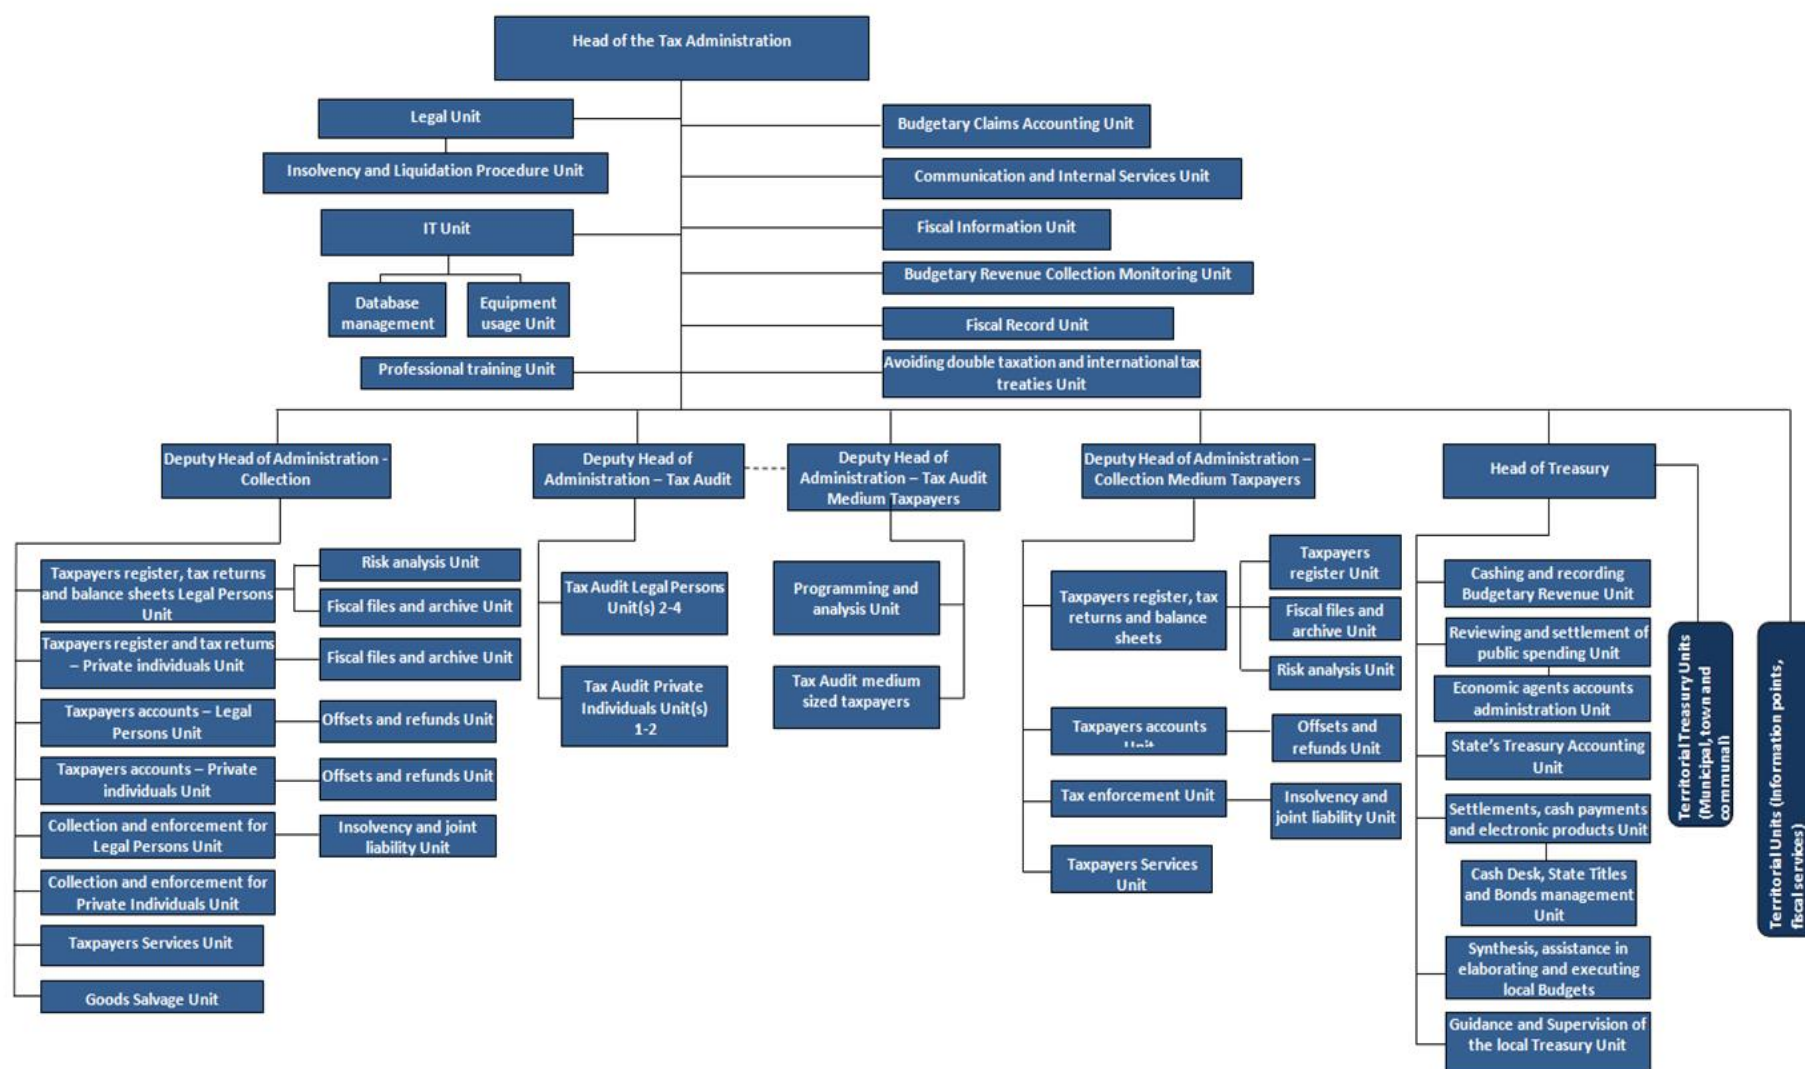 Head of the Tax Administration
Legal Unit
Budgetary Claims Accounting Unit
Insolvency and Liquidation Procedure Unit
Communication and Internal Services Unit
IT Unit
Fiscal Information Unit
Budgetary Revenue Collection Monitoring Unit
Database
management
Equipment
usage Unit
Fiscal Record Unit
Professional training Unit
Avoiding double taxation and international tax
treaties Unit
Deputy Head of Administration -
Collection
Deputy Head of
Administration – Tax Audit
Deputy Head of
Administration – Tax Audit
Medium Taxpayers
Deputy Head of Administration –
Collection Medium Taxpayers
Head of Treasury
Taxpayers register, tax returns
and balance sheets Legal Persons
Unit
Risk analysis Unit
Fiscal files and archive Unit
Taxpayers register and tax returns
– Private individuals Unit
Fiscal files and archive Unit
Taxpayers accounts – Legal
Persons Unit
Offsets and refunds Unit
Taxpayers accounts – Private
individuals Unit
Offsets and refunds Unit
Collection and enforcement for
Legal Persons Unit
Insolvency and joint
liability Unit
Collection and enforcement for
Private Individuals Unit
Taxpayers Services Unit
Goods Salvage Unit
Tax Audit Legal Persons
Unit(s) 2-4
Tax Audit Private
Individuals Unit(s)
1-2
Programming and
analysis Unit
Tax Audit medium
sized taxpayers
Taxpayers register, tax
returns and balance
sheets
Taxpayers
register Unit
Fiscal files and
archive Unit
Risk analysis Unit
Taxpayers accounts
Unit
Offsets and
refunds Unit
Tax enforcement Unit
Insolvency and
joint liability Unit
Taxpayers Services
Unit
Cashing and recording
Budgetary Revenue Unit
Reviewing and settlement of
public spending Unit
Economic agents accounts
administration Unit
State’s Treasury Accounting
Unit
Settlements, cash payments
and electronic products Unit
Cash Desk, State Titles
and Bonds management
Unit
Synthesis, assistance in
elaborating and executing
local Budgets
Guidance and Supervision of
the local Treasury Unit
Territorial Treasury Units
(Municipal, town and
communal)
Territorial Units (Information points,
fiscal services)